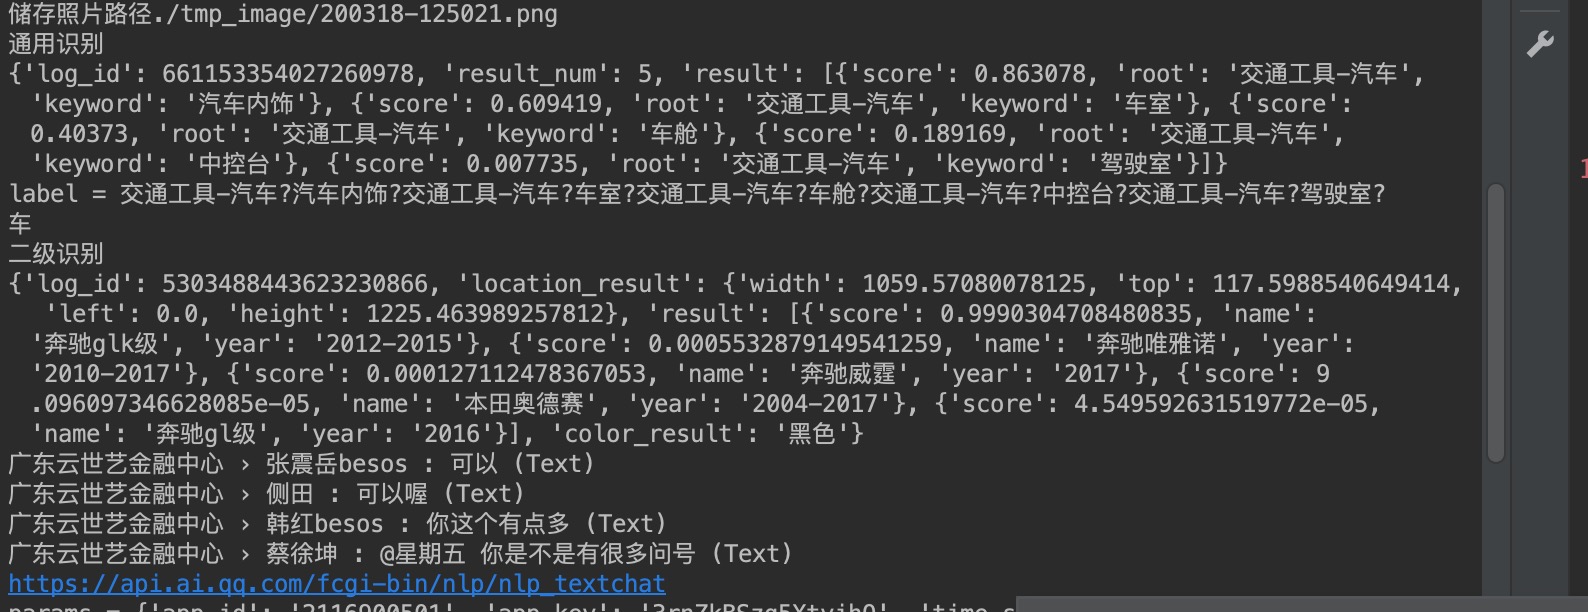 储存照片路径./tmp_image/200318-125021.png
通用识别
{'log_id': 6611533354027260978, 'result_num': 5, 'result': [{'score': 0.863078, 'root': '交通工具-汽车',
'keyword': '汽车内饰'}, {'score': 0.609419, 'root': '交通工具-汽车', 'keyword': '车室'}, {'score':
0.40373, 'root': '交通工具-汽车', 'keyword': '车舱'}, {'score': 0.189169, 'root': '交通工具-汽车',
'keyword': '中控台'}, {'score': 0.007735, 'root': '交通工具-汽车', 'keyword': '驾驶室'}]}
label = 交通工具-汽车?汽车内饰?交通工具-汽车?车室?交通工具-汽车?车舱?交通工具-汽车?中控台?交通工具-汽车?驾驶室?
车
二级识别
{'log_id': 5303488443623230866, 'location_result': {'width': 1059.57080078125, 'top': 117.5988540649414,
'left': 0.0, 'height': 1225.463989257812}, 'result': [{'score': 0.9990304708480835, 'name':
'奔驰glk级', 'year': '2012-2015'}, {'score': 0.0005532879149541259, 'name': '奔驰唯雅诺', 'year':
'2010-2017'}, {'score': 0.000127112478367053, 'name': '奔驰威霆', 'year': '2017'}, {'score': 9
.096097346628085e-05, 'name': '本田奥德赛', 'year': '2004-2017'}, {'score': 4.549592631519772e-05,
'name': '奔驰gl级', 'year': '2016'}], 'color_result': '黑色'}
广东云世艺金融中心 › 张震岳besos : 可以 (Text)
广东云世艺金融中心 › 侧田 : 可以喔 (Text)
广东云世艺金融中心 › 韩红besos : 你这个有点多 (Text)
广东云世艺金融中心 › 蔡徐坤 : @星期五 你是不是有很多问号 (Text)
https://api.ai.qq.com/fcgi-bin/nlp/nlp_textchat